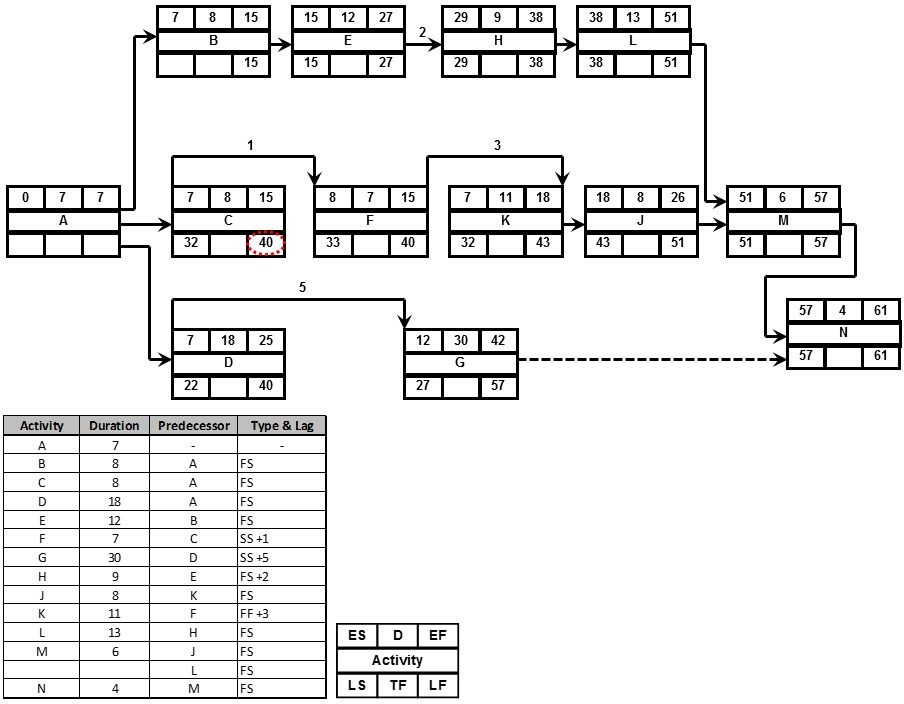 7 8 15
B
15
15 12 27
E
15 27
2
29 9 38
H
29 38
38 13 51
L
38 51
1
3
0 7 7
A
7 8 15
C
32 40
8 7 15
F
33 40
7 11 18
K
32 43
18 8 26
J
43 51
51 6 57
M
51 57
5
7 18 25
D
22 40
12 30 42
G
27 57
57 4 61
N
57 61
Activity Duration Predecessor Type & Lag
A 7 - -
B 8 A FS
C 8 A FS
D 18 A FS
E 12 B FS
F 7 C SS +1
G 30 D SS +5
H 9 E FS +2
J 8 K FS
K 11 F FF +3
L 13 H FS
M 6 J FS
L FS
N 4 M FS
ES D EF
Activity
LS TF LF